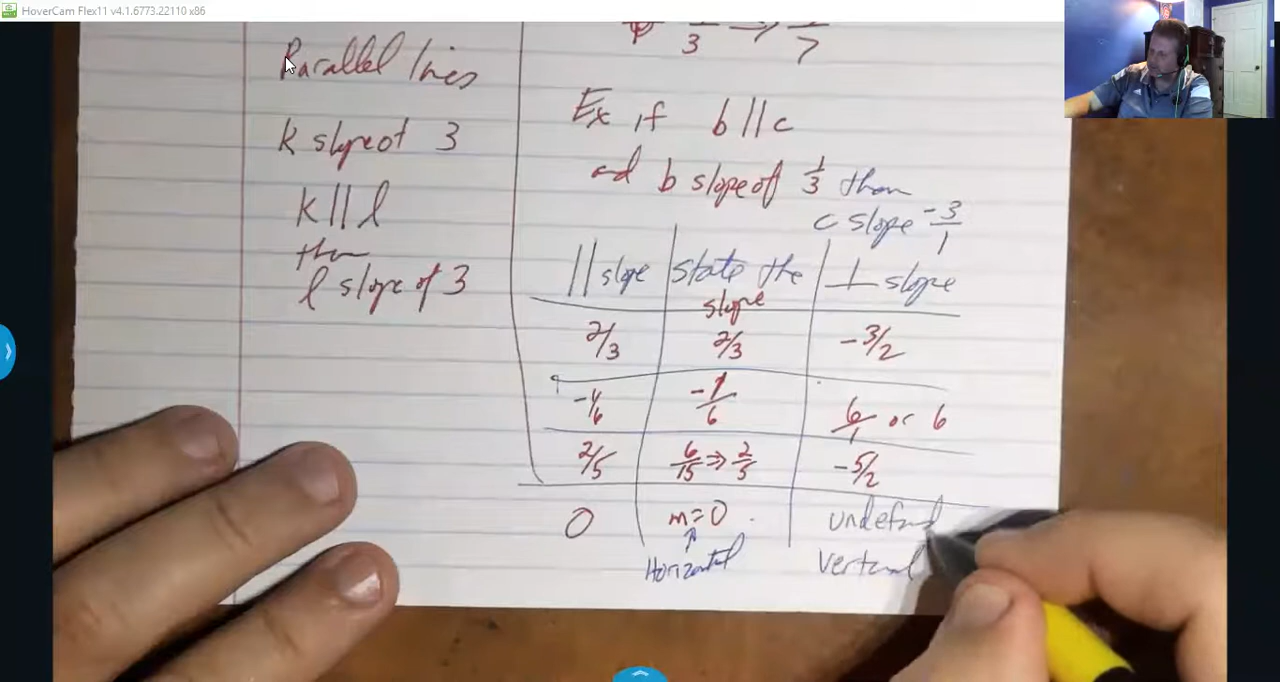 HoverCam Flex11 v4.1.6773.22110 x86
Parallel lines
k slope of 3
k || l
then
l slope of 3
1/3 → 1/7
Ex if b || c
and b slope of 1/3 then
c slope -3/1
|| slope | state the slope | ⊥ slope
2/3 | 2/3 | -3/2
-1/6 | -1/6 | 6/1 or 6
2/5 | 6/15 ⇒ 2/5 | -5/2
0 | m=0 | undefined
↑
Horizontal | Vertical